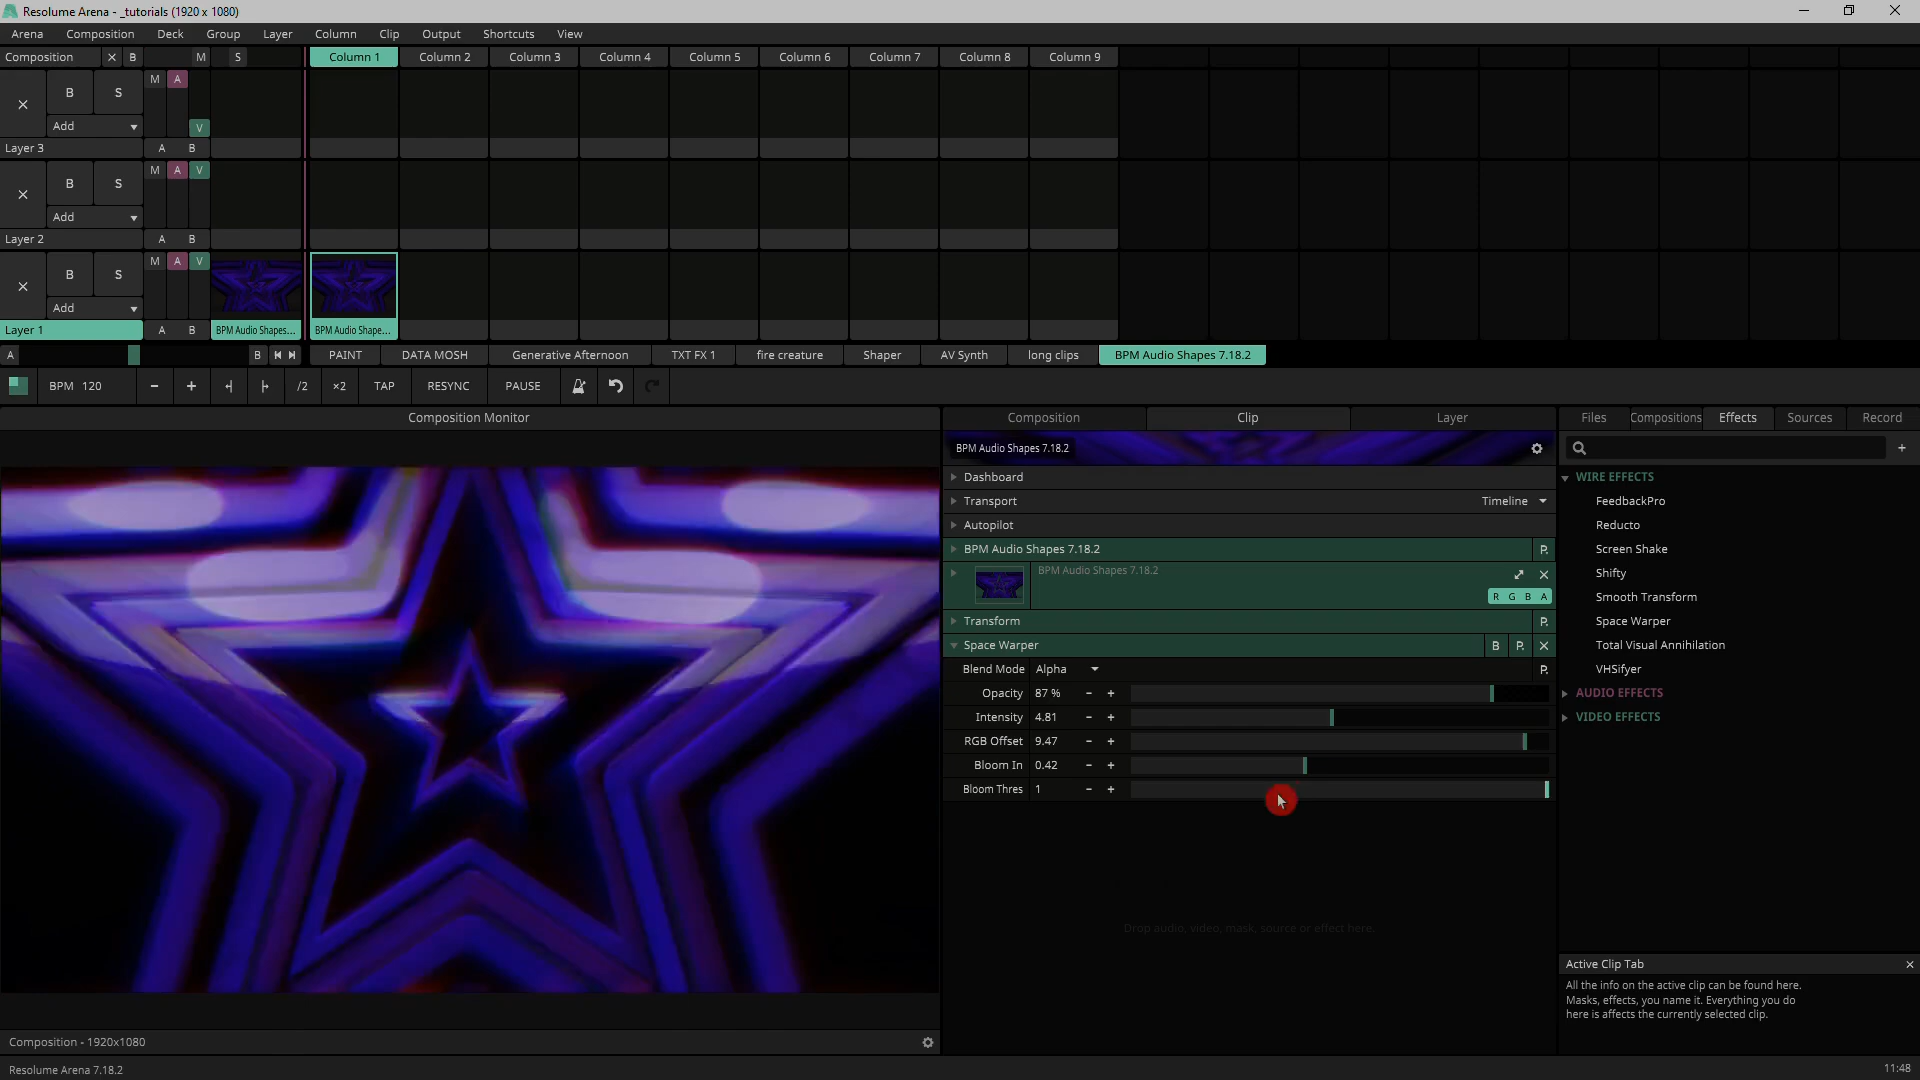 Resolume Arena - _tutorials (1920 x 1080)
Arena Composition Deck Group Layer Column Clip Output Shortcuts View
Composition × B M S Column 1 Column 2 Column 3 Column 4 Column 5 Column 6 Column 7 Column 8 Column 9
M A
× B S
Add V
Layer 3 A B
M A V
× B S
Add
Layer 2 A B
M A V
× B S
Add
Layer 1 A B BPM Audio Shapes... BPM Audio Shape...
A B PAINT DATA MOSH Generative Afternoon TXT FX 1 fire creature Shaper AV Synth long clips BPM Audio Shapes 7.18.2
BPM 120 - + /2 ×2 TAP RESYNC PAUSE
Composition Monitor
Composition - 1920x1080
Composition Clip Layer
BPM Audio Shapes 7.18.2
Dashboard
Transport Timeline
Autopilot
BPM Audio Shapes 7.18.2 P.
BPM Audio Shapes 7.18.2
R G B A
Transform P.
Space Warper B P. ×
Blend Mode Alpha P.
Opacity 87 % - +
Intensity 4.81 - +
RGB Offset 9.47 - +
Bloom In 0.42 - +
Bloom Thres 1 - +
Drop audio, video, mask, source or effect here.
Files Compositions Effects Sources Record
+
WIRE EFFECTS
FeedbackPro
Reducto
Screen Shake
Shifty
Smooth Transform
Space Warper
Total Visual Annihilation
VHSifyer
AUDIO EFFECTS
VIDEO EFFECTS
Active Clip Tab ×
All the info on the active clip can be found here.
Masks, effects, you name it. Everything you do
here is affects the currently selected clip.
Resolume Arena 7.18.2 11:48